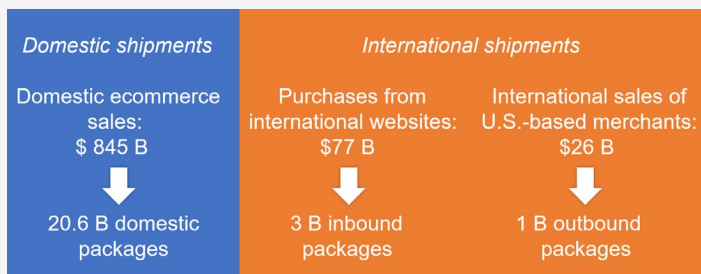 Domestic shipments
International shipments
Domestic ecommerce
sales:
$ 845 B
20.6 B domestic
packages
Purchases from
international websites:
$77 B
3 B inbound
packages
International sales of
U.S.-based merchants:
$26 B
1 B outbound
packages